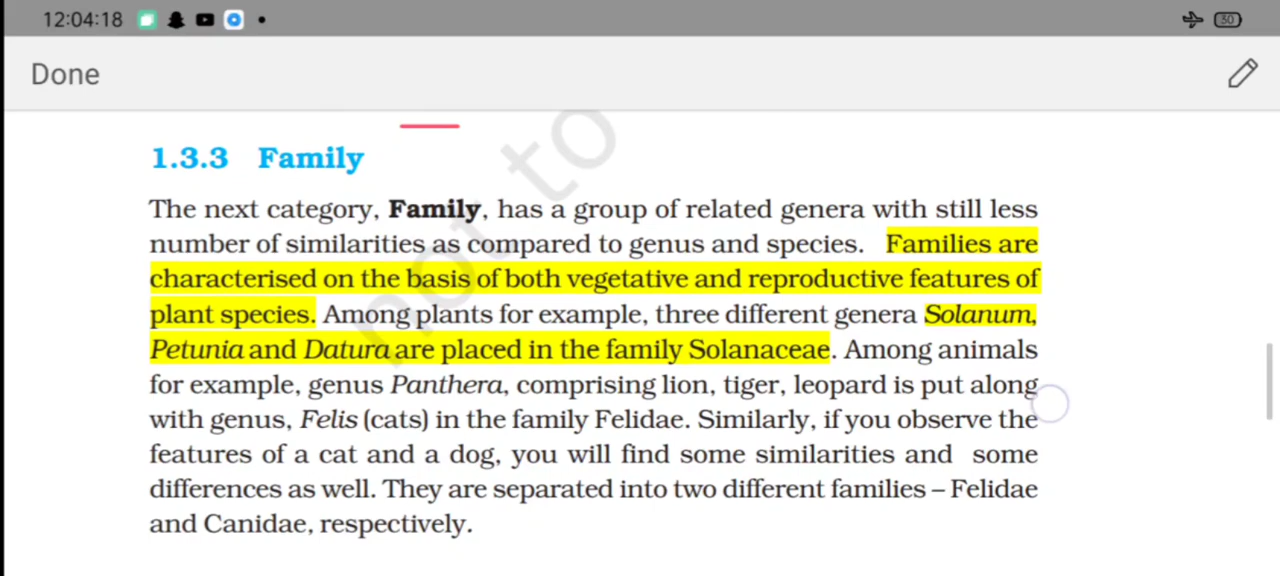 12:04:18 30
Done
1.3.3 Family
The next category, Family, has a group of related genera with still less
number of similarities as compared to genus and species. Families are
characterised on the basis of both vegetative and reproductive features of
plant species. Among plants for example, three different genera Solanum,
Petunia and Datura are placed in the family Solanaceae. Among animals
for example, genus Panthera, comprising lion, tiger, leopard is put along
with genus, Felis (cats) in the family Felidae. Similarly, if you observe the
features of a cat and a dog, you will find some similarities and some
differences as well. They are separated into two different families – Felidae
and Canidae, respectively.
not to